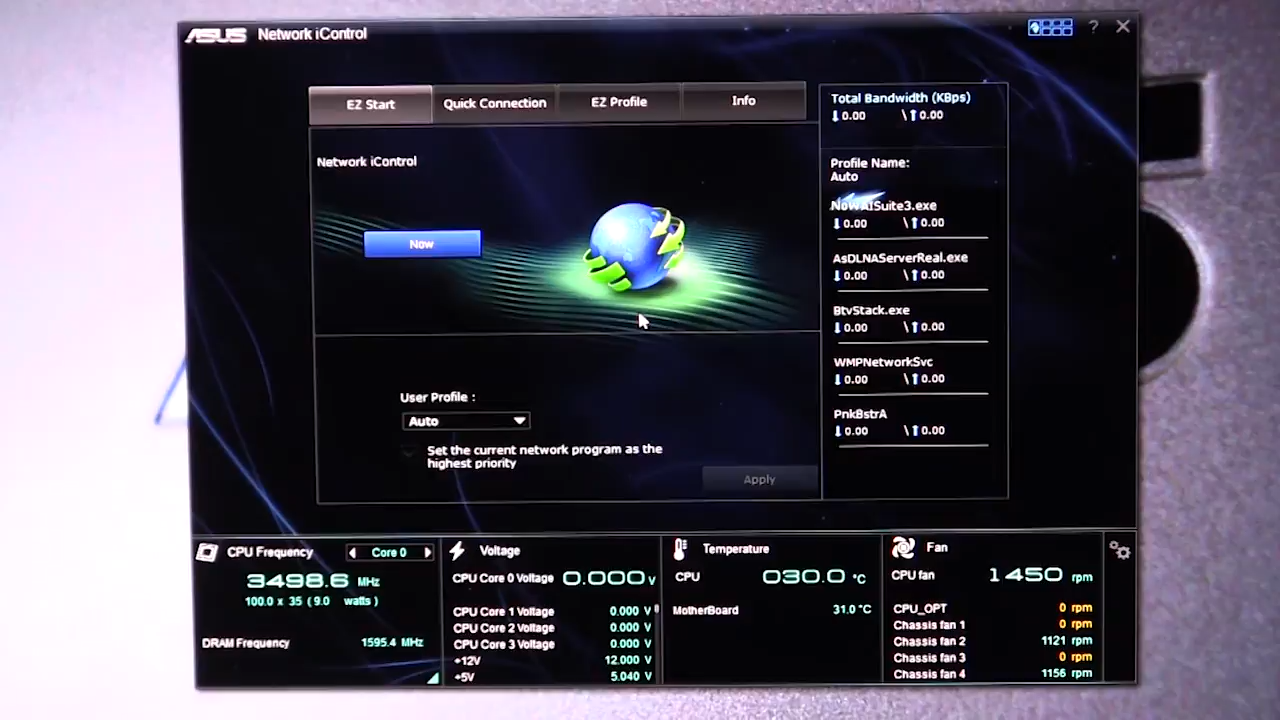 ASUS Network iControl
?
EZ Start
Quick Connection
EZ Profile
Info
Network iControl
Now
User Profile :
Auto
Set the current network program as the
highest priority
Apply
Total Bandwidth (KBps)
0.00 \ 0.00
Profile Name:
Auto
0.00 \ 0.00
AsDLNAServerReal.exe
0.00 \ 0.00
BtvStack.exe
0.00 \ 0.00
WMPNetworkSvc
0.00 \ 0.00
PnkBstrA
0.00 \ 0.00
CPU Frequency
Core 0
3498.6 MHz
100.0 x 35 (9.0 watts )
DRAM Frequency 1595.4 MHz
Voltage
CPU Core 0 Voltage 0.000 V
CPU Core 1 Voltage 0.000 V
CPU Core 2 Voltage 0.000 V
CPU Core 3 Voltage 0.000 V
+12V 12.000 V
+5V 5.040 V
Temperature
CPU 030.0 °C
MotherBoard 31.0 °C
Fan
CPU fan 1450 rpm
CPU_OPT 0 rpm
Chassis fan 1 0 rpm
Chassis fan 2 1121 rpm
Chassis fan 3 0 rpm
Chassis fan 4 1156 rpm